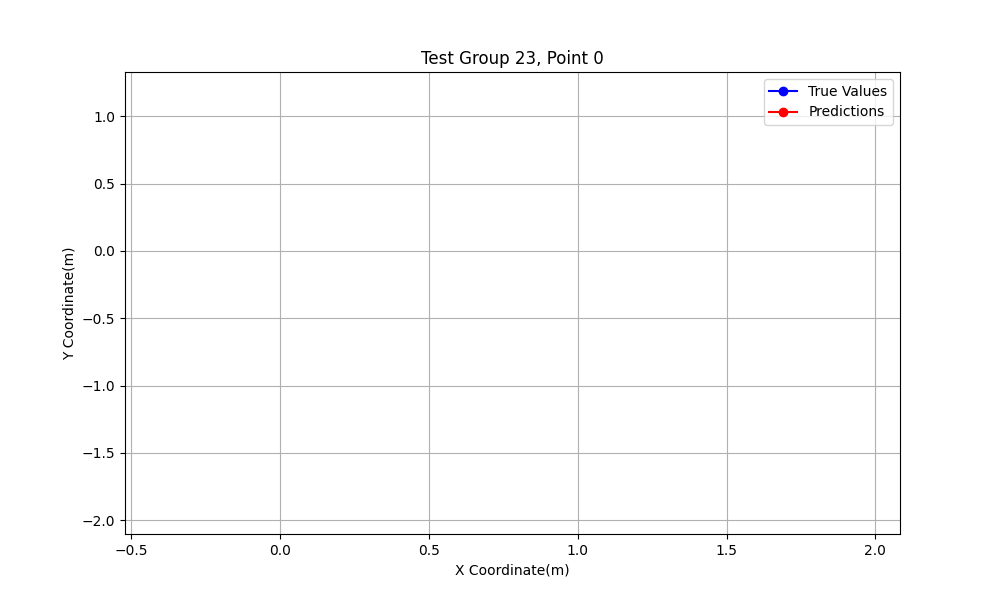 Test Group 23, Point 0
True Values
Predictions
1.0
0.5
0.0
−0.5
−1.0
−1.5
−2.0
Y Coordinate(m)
−0.5 0.0 0.5 1.0 1.5 2.0
X Coordinate(m)